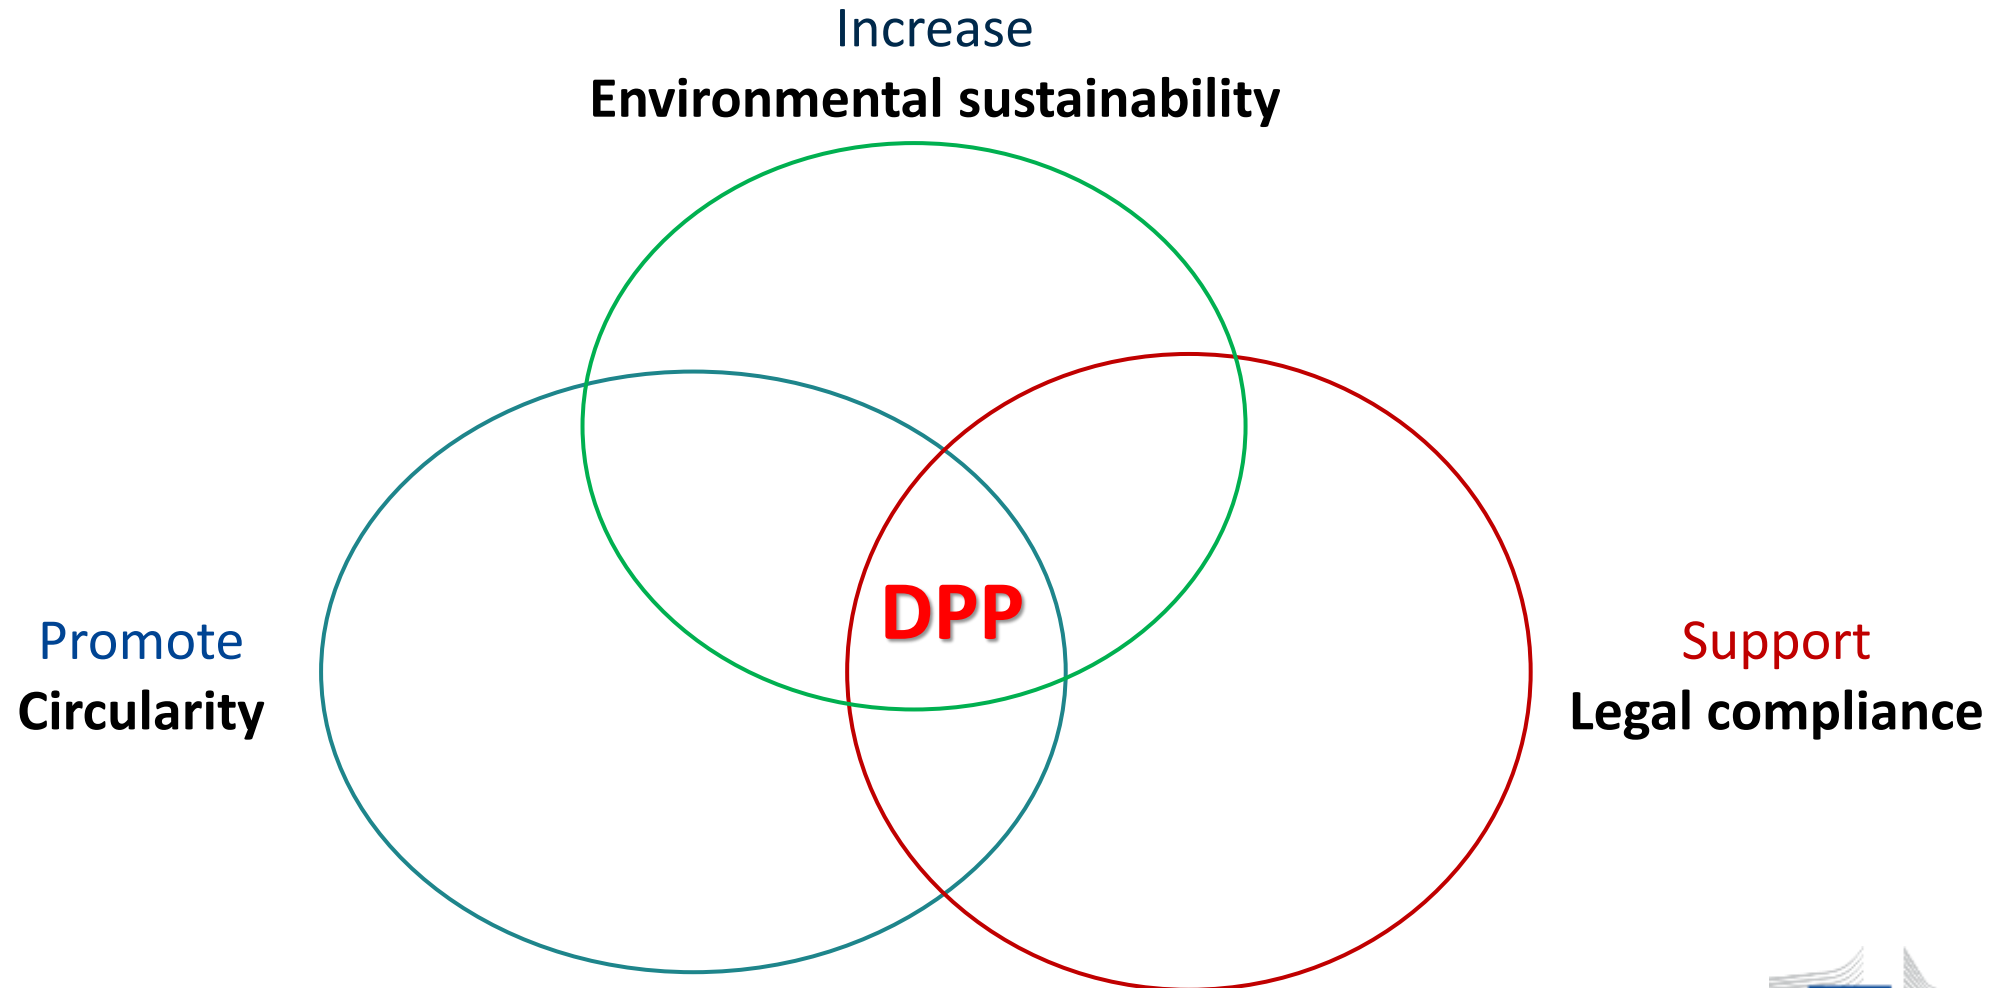 Increase
Environmental sustainability
DPP
Promote
Circularity
Support
Legal compliance